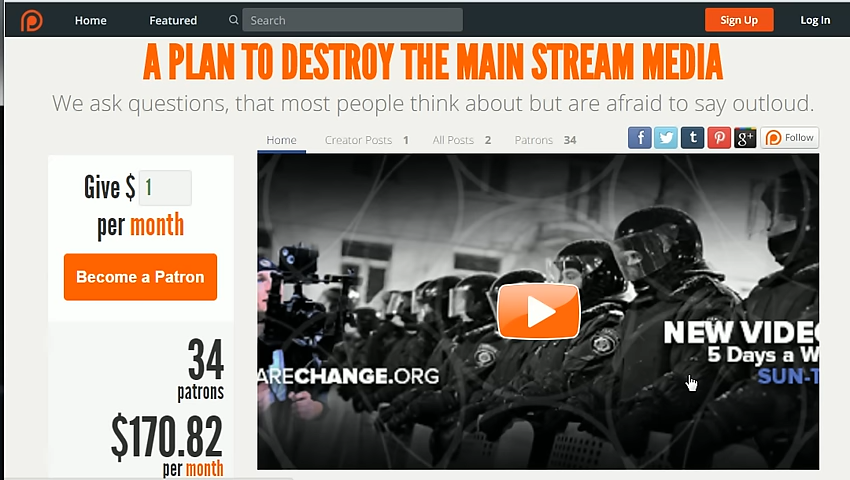 Home Featured Search Sign Up Log In
A PLAN TO DESTROY THE MAIN STREAM MEDIA
We ask questions, that most people think about but are afraid to say outloud.
Home Creator Posts 1 All Posts 2 Patrons 34
f t p g+ Follow
Give $ 1
per month
Become a Patron
34
patrons
$170.82
per month
NEW VIDEO
5 Days a W
SUN-T
ARECHANGE.ORG